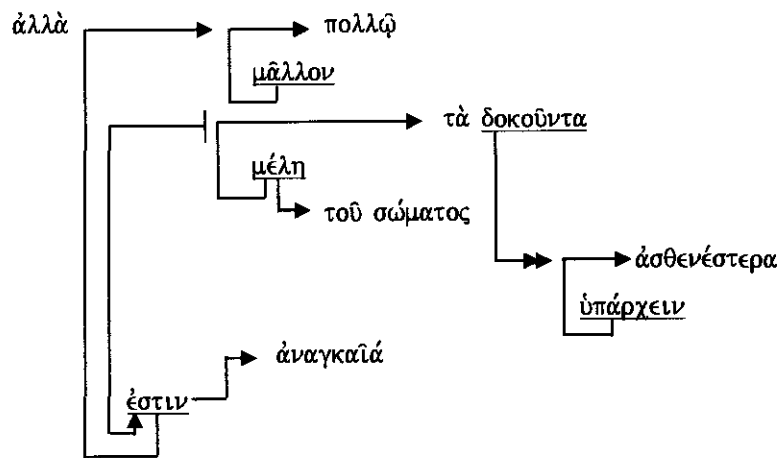 ἀλλὰ πολλῷ
μᾶλλον
τὰ δοκοῦντα
μέλη
τοῦ σώματος
ἀσθενέστερα
ὑπάρχειν
ἀναγκαῖά
ἐστιν